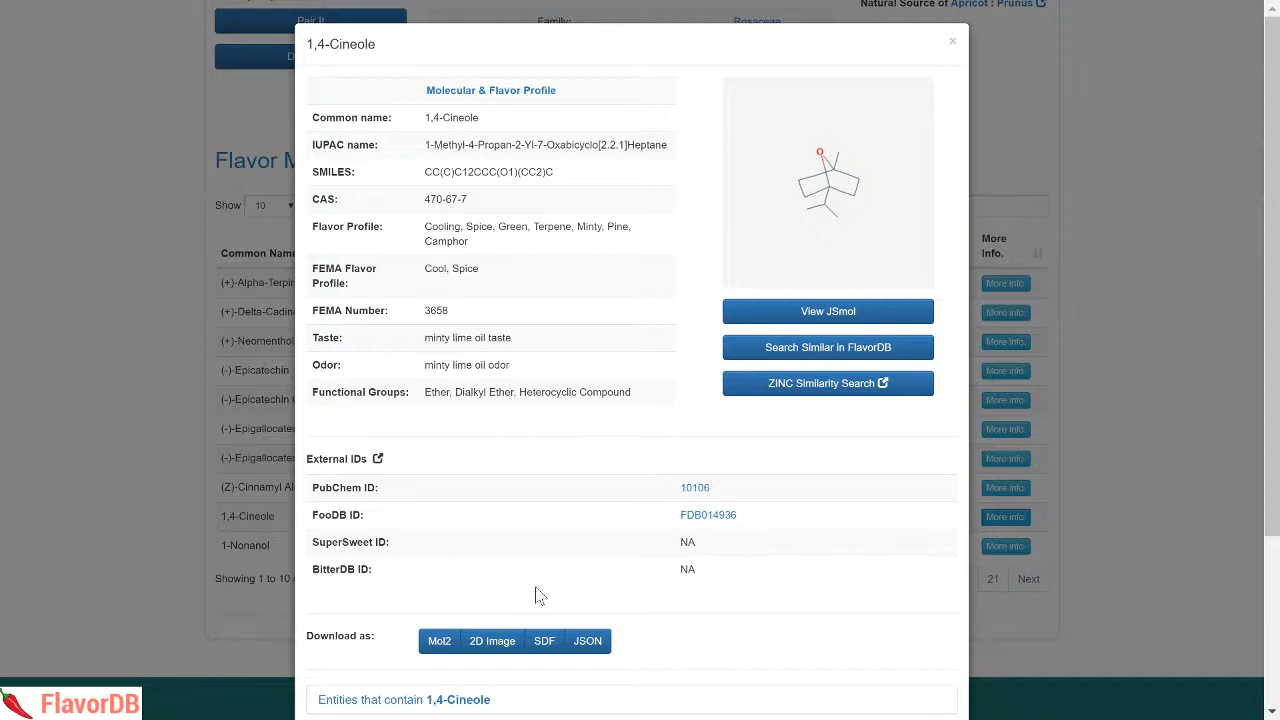 Pair It
Family:
Rosaceae
Natural Source of Apricot : Prunus
D
1,4-Cineole
×
Molecular & Flavor Profile
Common name: 1,4-Cineole
IUPAC name: 1-Methyl-4-Propan-2-Yl-7-Oxabicyclo[2.2.1]Heptane
SMILES: CC(C)C12CCC(O1)(CC2)C
CAS: 470-67-7
Flavor Profile: Cooling, Spice, Green, Terpene, Minty, Pine,
Camphor
FEMA Flavor Cool, Spice
Profile:
FEMA Number: 3658
Taste: minty lime oil taste
Odor: minty lime oil odor
Functional Groups: Ether, Dialkyl Ether, Heterocyclic Compound
O
View JSmol
Search Similar in FlavorDB
ZINC Similarity Search
External IDs
PubChem ID: 10106
FooDB ID: FDB014936
SuperSweet ID: NA
BitterDB ID: NA
Download as: Mol2 2D Image SDF JSON
Entities that contain 1,4-Cineole
Flavor M
Show 10
Common Name
More
Info.
(+)-Alpha-Terpin More info.
(+)-Delta-Cadine More info.
(+)-Neomenthol More info.
(-)-Epicatechin More info.
(-)-Epicatechin G More info.
(-)-Epigallocatec More info.
(-)-Epigallocatec More info.
(Z)-Cinnamyl Al More info.
1,4-Cineole More info.
1-Nonanol More info.
Showing 1 to 10 o
21 Next
FlavorDB